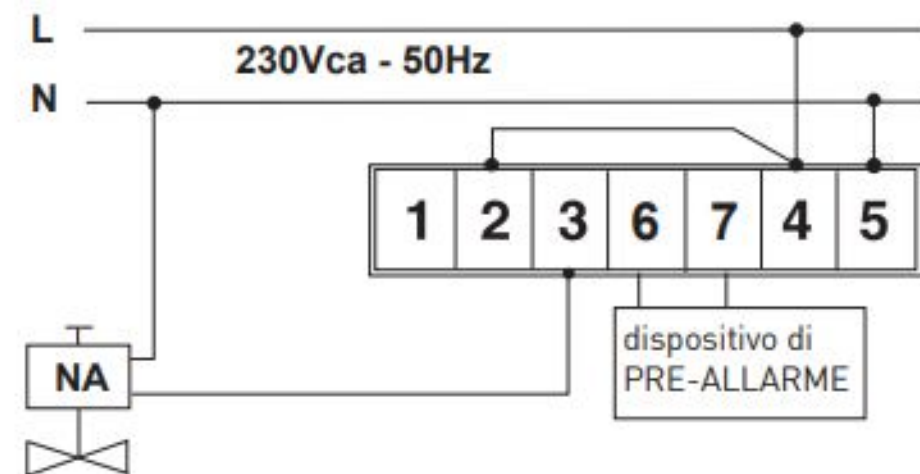 L
230Vca - 50Hz
N
1 2 3 6 7 4 5
dispositivo di
PRE-ALLARME
NA